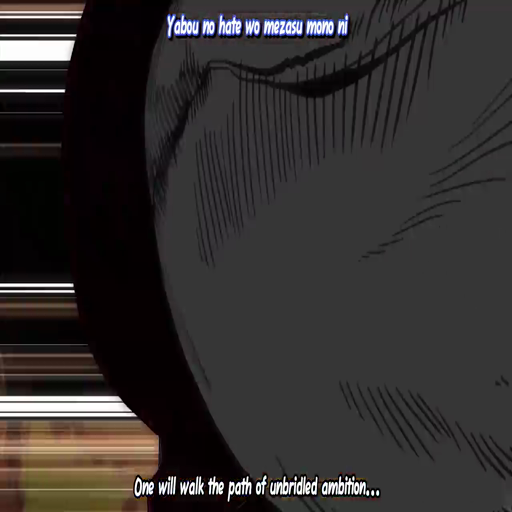 Yabou no hate wo mezasu mono ni
One will walk the path of unbridled ambition...